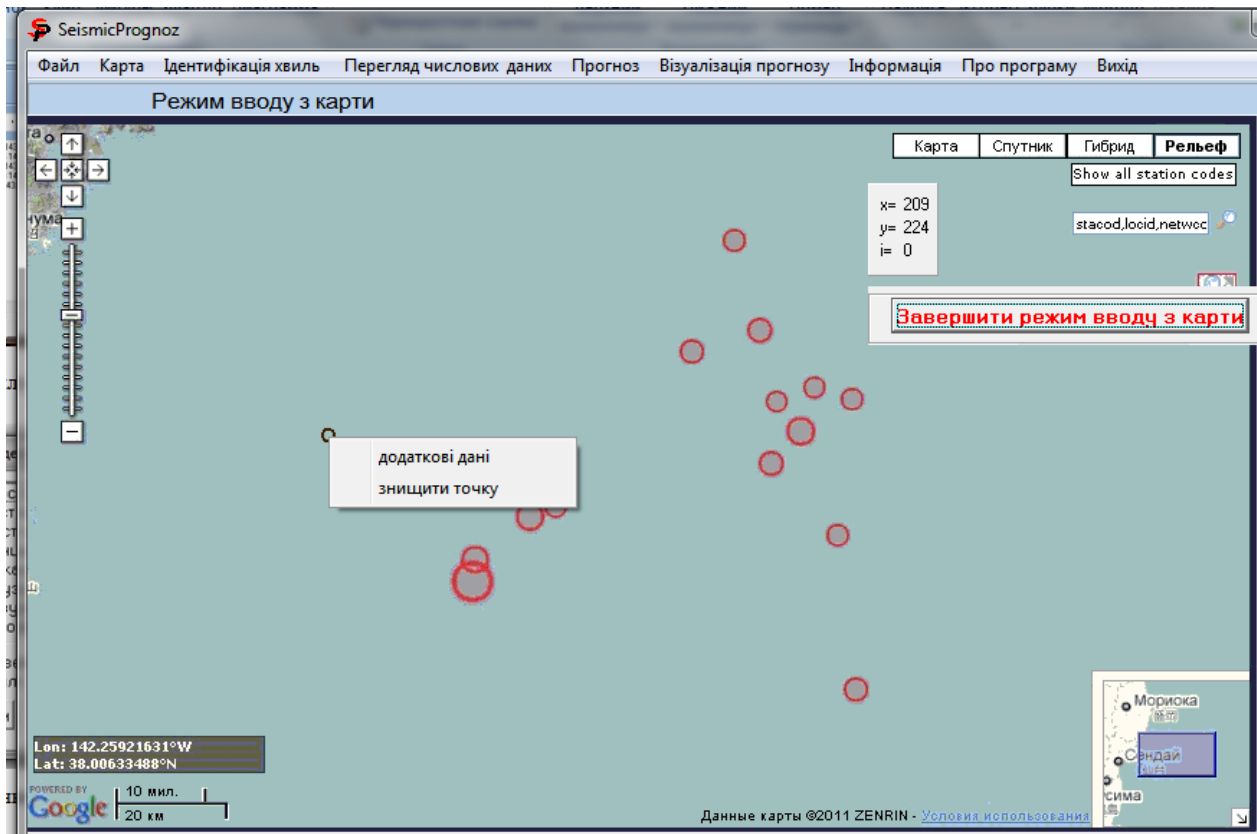 SeismicPrognoz
Файл Карта Ідентифікація хвиль Перегляд числових даних Прогноз Візуалізація прогнозу Інформація Про програму Вихід
Режим вводу з карти
Карта Спутник Гибрид Рельеф
Show all station codes
x= 209
y= 224
i= 0
stacod,locid,netwcc
Завершити режим вводу з карти
додаткові дані
знищити точку
Мориока
Сендай
сима
Lon: 142.25921631°W
Lat: 38.00633488°N
POWERED BY
Google
10 мил.
20 км
Данные карты ©2011 ZENRIN - Условия использования